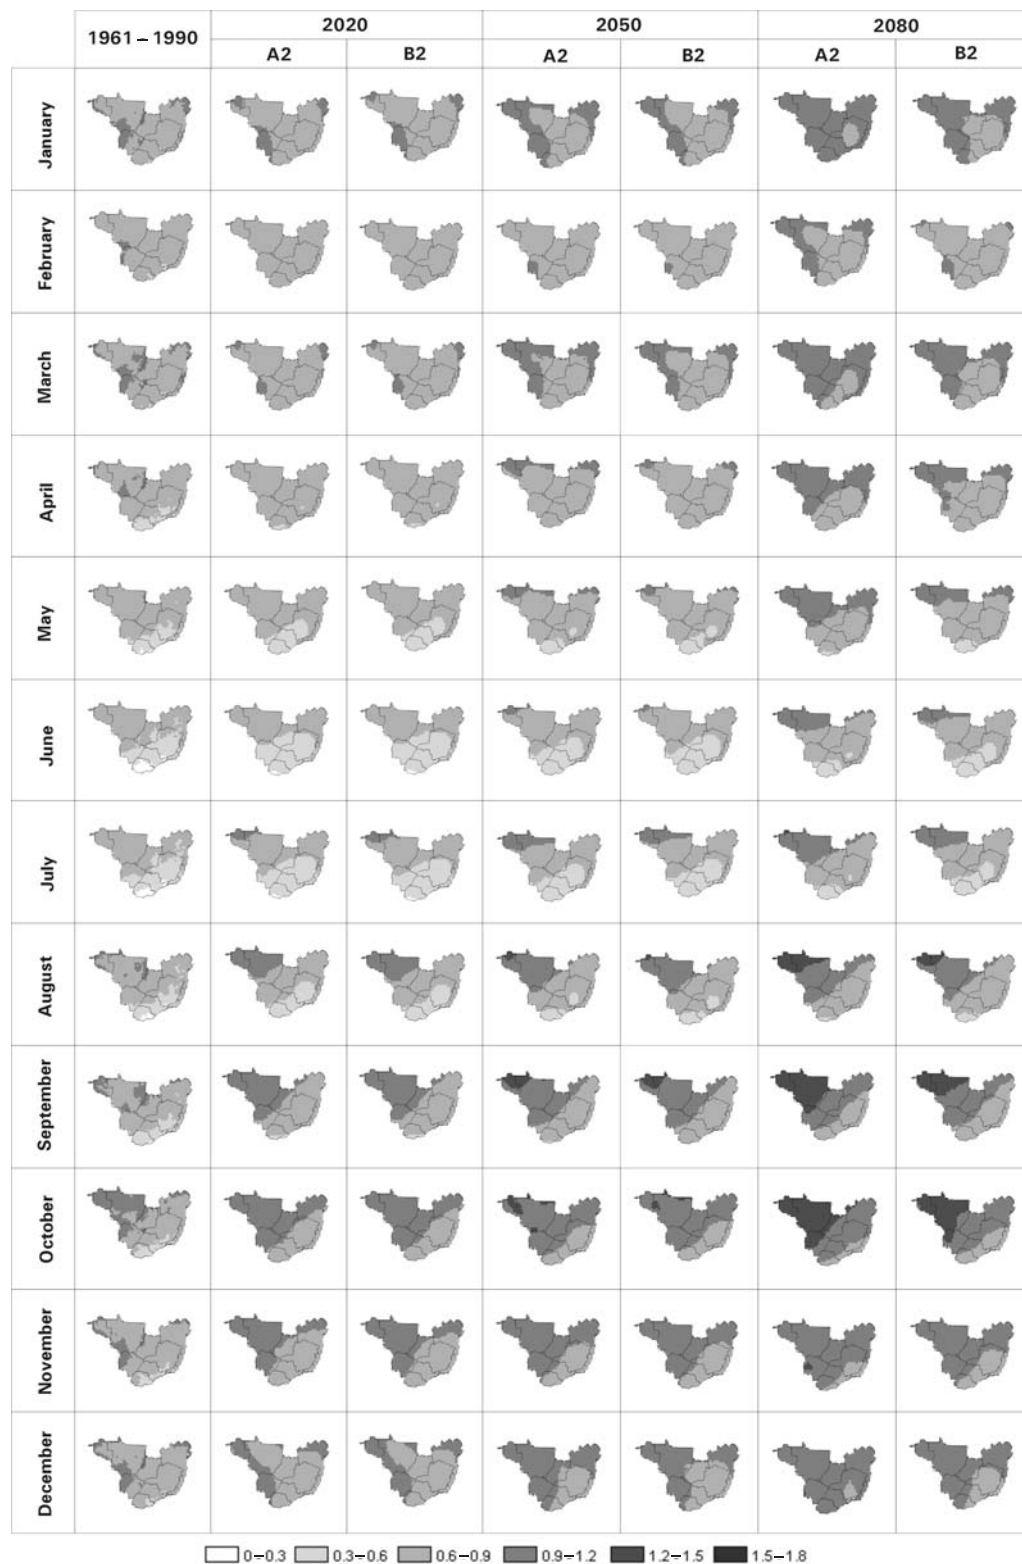 1961–1990 2020 2050 2080
A2 B2 A2 B2 A2 B2
January
February
March
April
May
June
July
August
September
October
November
December
0–0.3 0.3–0.6 0.6–0.9 0.9–1.2 1.2–1.5 1.5–1.8